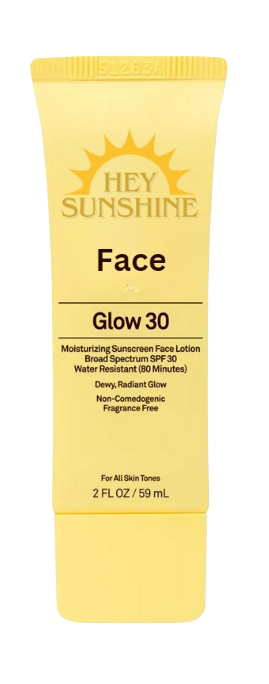 HEY
SUNSHINE
Face
Glow 30
Moisturizing Sunscreen Face Lotion
Broad Spectrum SPF 30
Water Resistant (80 Minutes)
Dewy, Radiant Glow
Non-Comedogenic
Fragrance Free
For All Skin Tones
2 FL OZ / 59 mL